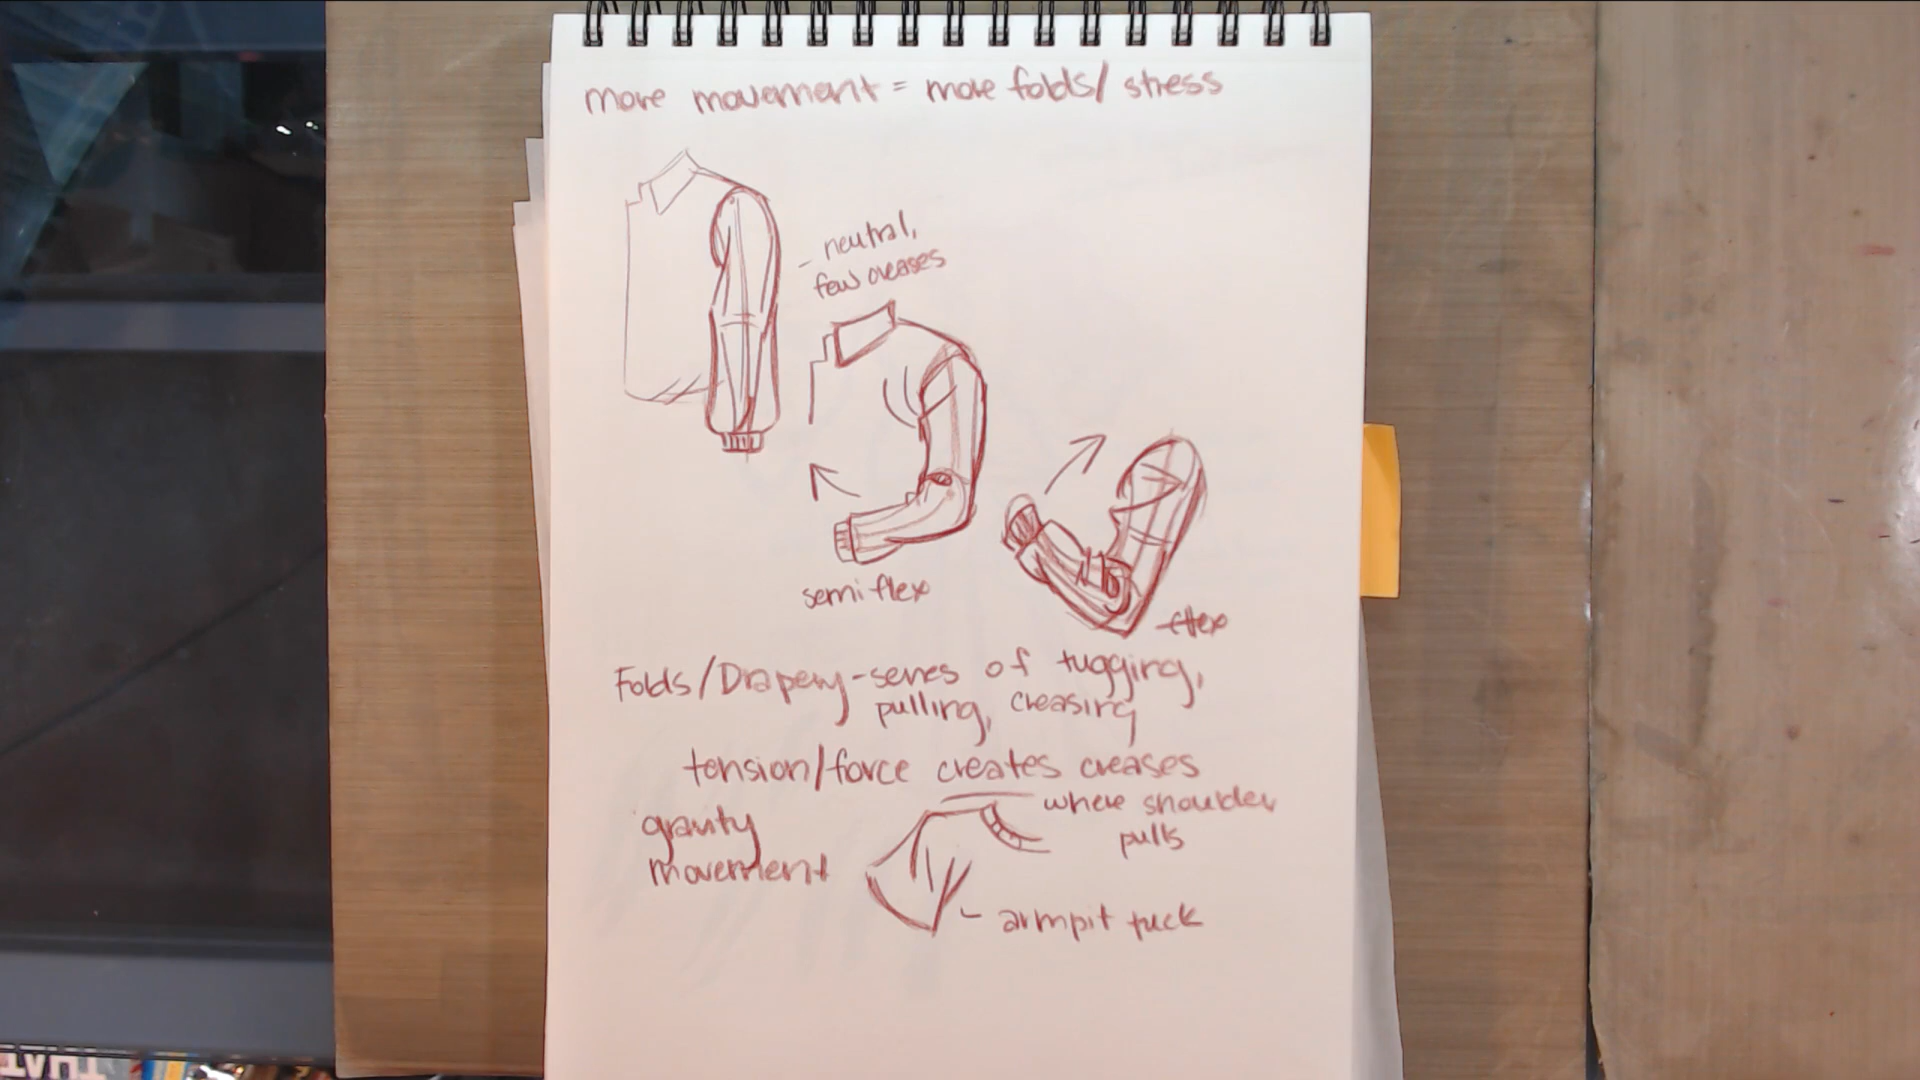 more movement = more folds/ stress
- neutral,
few creases
semi flex
flex
Folds/Drapery - series of tugging,
pulling, creasing
tension/force creates creases
where shoulder
pulls
gravity
movement
- armpit tuck
THAT